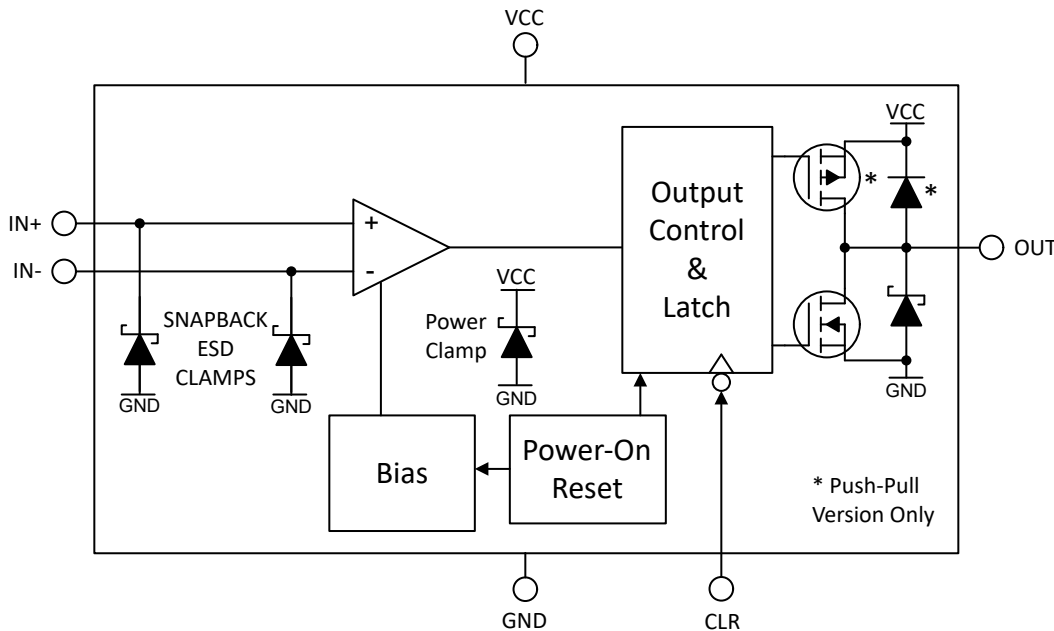 VCC
VCC
*
*
Output
Control
&
Latch
IN+
+
IN-
-
OUT
VCC
SNAPBACK
ESD
CLAMPS
Power
Clamp
GND
GND
GND
GND
Bias
Power-On
Reset
* Push-Pull
Version Only
GND
CLR